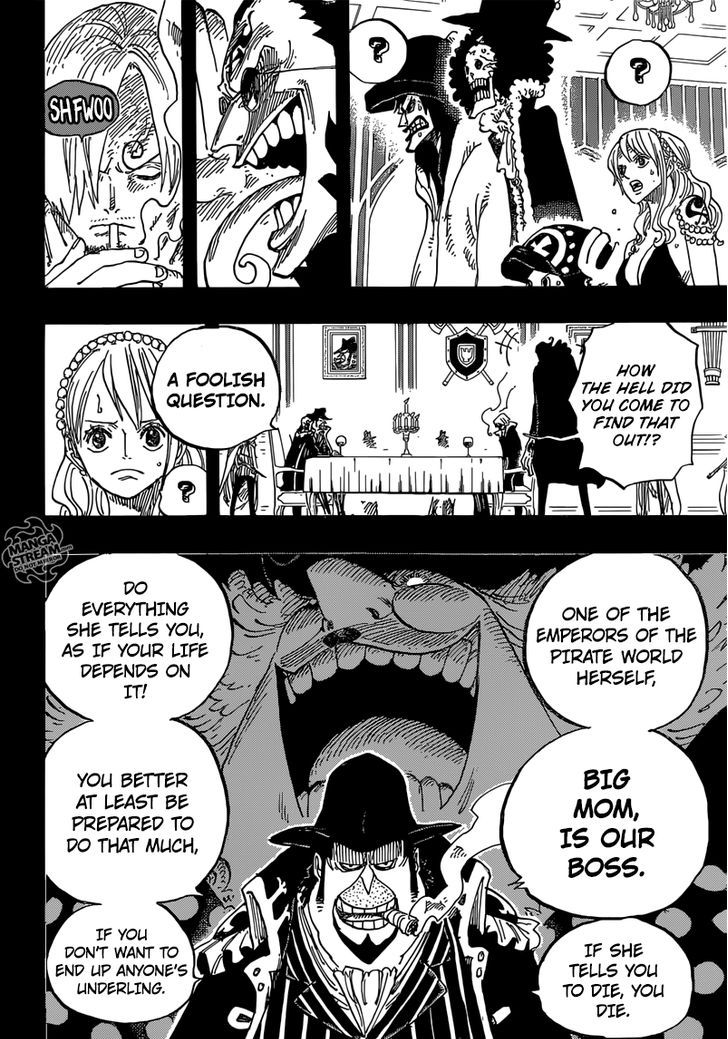 ?
?
SHFWOO
HOW
THE HELL DID
YOU COME TO
FIND THAT
OUT!?
A FOOLISH
QUESTION.
?
ONE OF THE
EMPERORS OF THE
PIRATE WORLD
HERSELF,
BIG
MOM,
IS OUR
BOSS.
IF SHE
TELLS YOU
TO DIE, YOU
DIE.
DO
EVERYTHING
SHE TELLS YOU,
AS IF YOUR LIFE
DEPENDS ON
IT!
YOU BETTER
AT LEAST BE
PREPARED TO
DO THAT MUCH,
IF YOU
DON'T WANT TO
END UP ANYONE'S
UNDERLING.
MANGA
STREAM